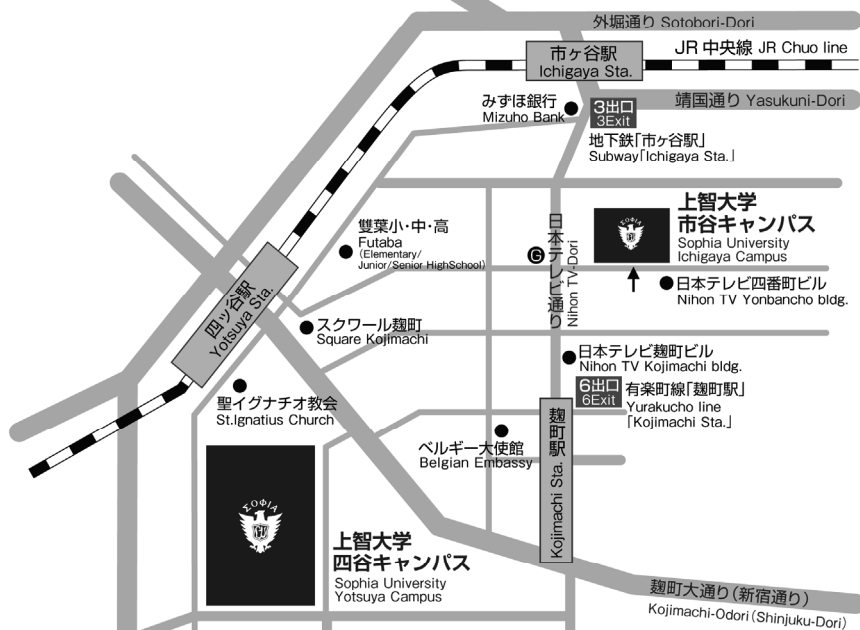 外堀通り Sotobori-Dori
市ヶ谷駅
Ichigaya Sta.
JR 中央線 JR Chuo line
みずほ銀行
Mizuho Bank
3出口
3Exit
靖国通り Yasukuni-Dori
地下鉄「市ヶ谷駅」
Subway「Ichigaya Sta.」
上智大学
市谷キャンパス
Sophia University
Ichigaya Campus
ΣΟΦΙΑ
雙葉小・中・高
Futaba
(Elementary/
Junior/Senior HighSchool)
G
日本テレビ通り
Nihon TV-Dori
日本テレビ四番町ビル
Nihon TV Yonbancho bldg.
四ッ谷駅
Yotsuya Sta.
スクワール麹町
Square Kojimachi
日本テレビ麹町ビル
Nihon TV Kojimachi bldg.
6出口
6Exit
有楽町線「麹町駅」
Yurakucho line
「Kojimachi Sta.」
聖イグナチオ教会
St.Ignatius Church
麹町駅
Kojimachi Sta.
ベルギー大使館
Belgian Embassy
ΣΟΦΙΑ
上智大学
四谷キャンパス
Sophia University
Yotsuya Campus
麹町大通り(新宿通り)
Kojimachi-Odori(Shinjuku-Dori)